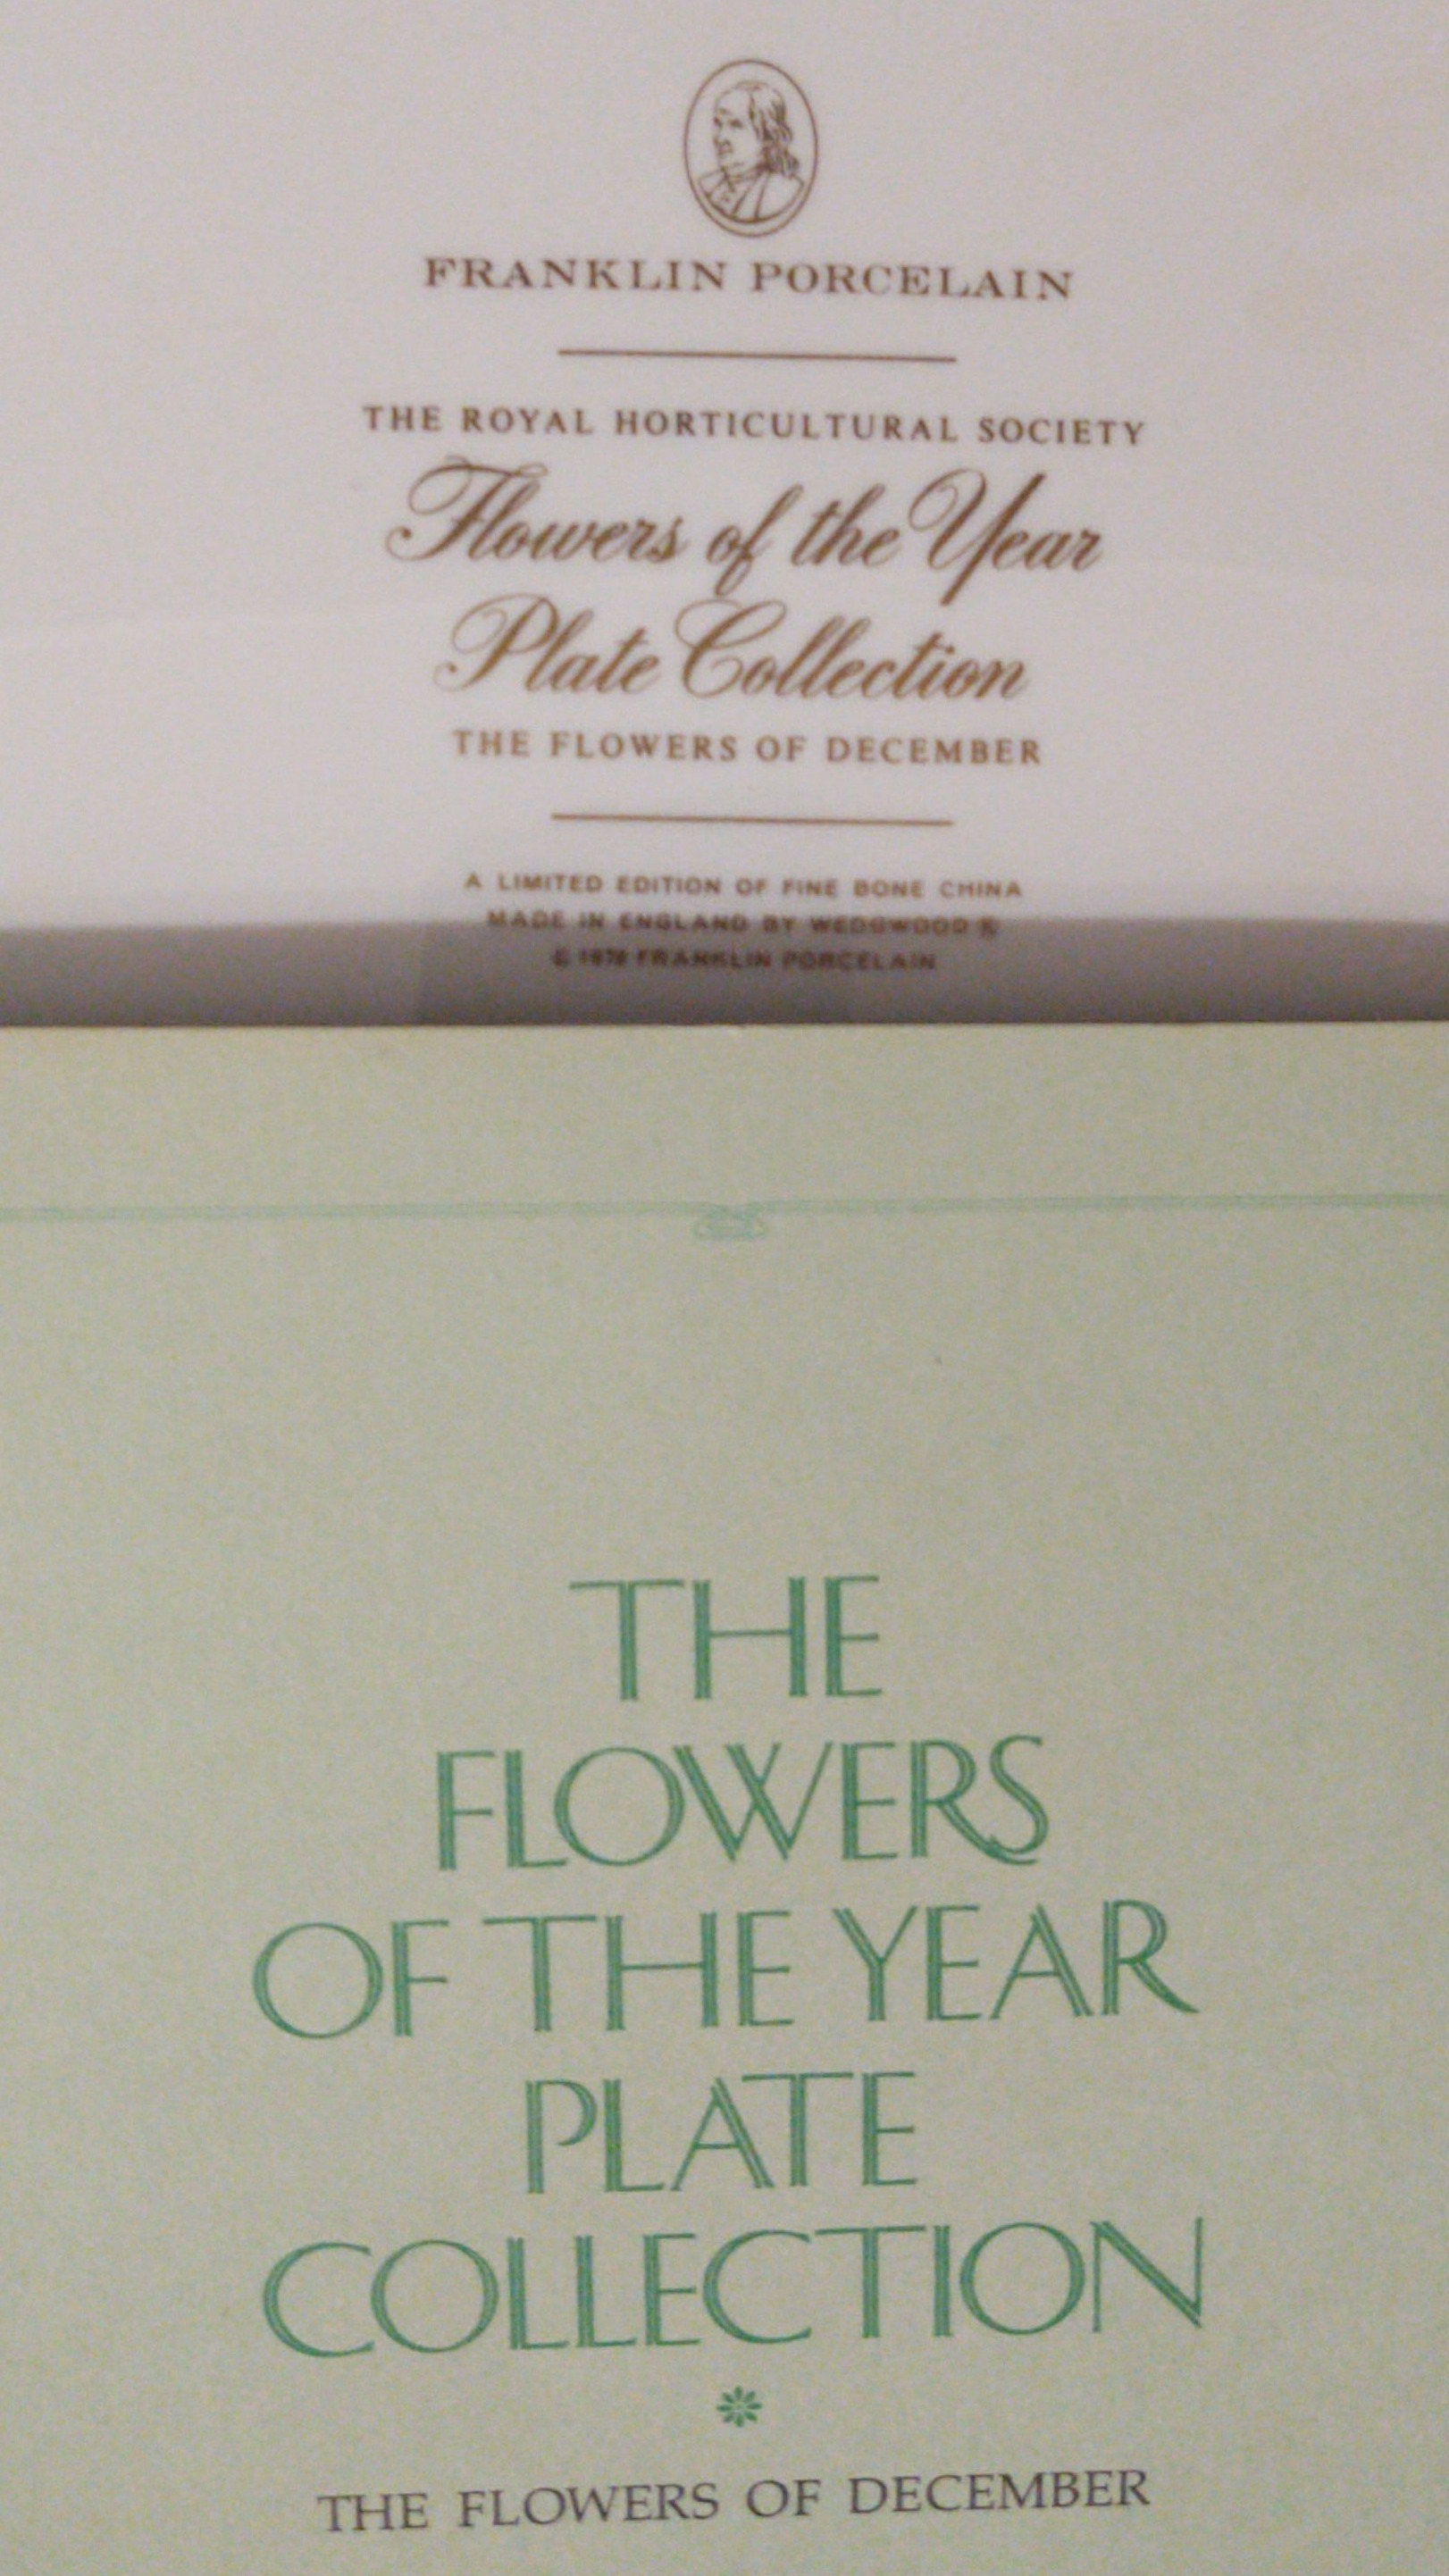 FRANKLIN PORCELAIN
THE ROYAL HORTICULTURAL SOCIETY
Flowers of the Year
Plate Collection
THE FLOWERS OF DECEMBER
A LIMITED EDITION OF FINE BONE CHINA
MADE IN ENGLAND BY WEDGWOOD ®
© FRANKLIN PORCELAIN
THE
FLOWERS
OF THE YEAR
PLATE
COLLECTION
THE FLOWERS OF DECEMBER